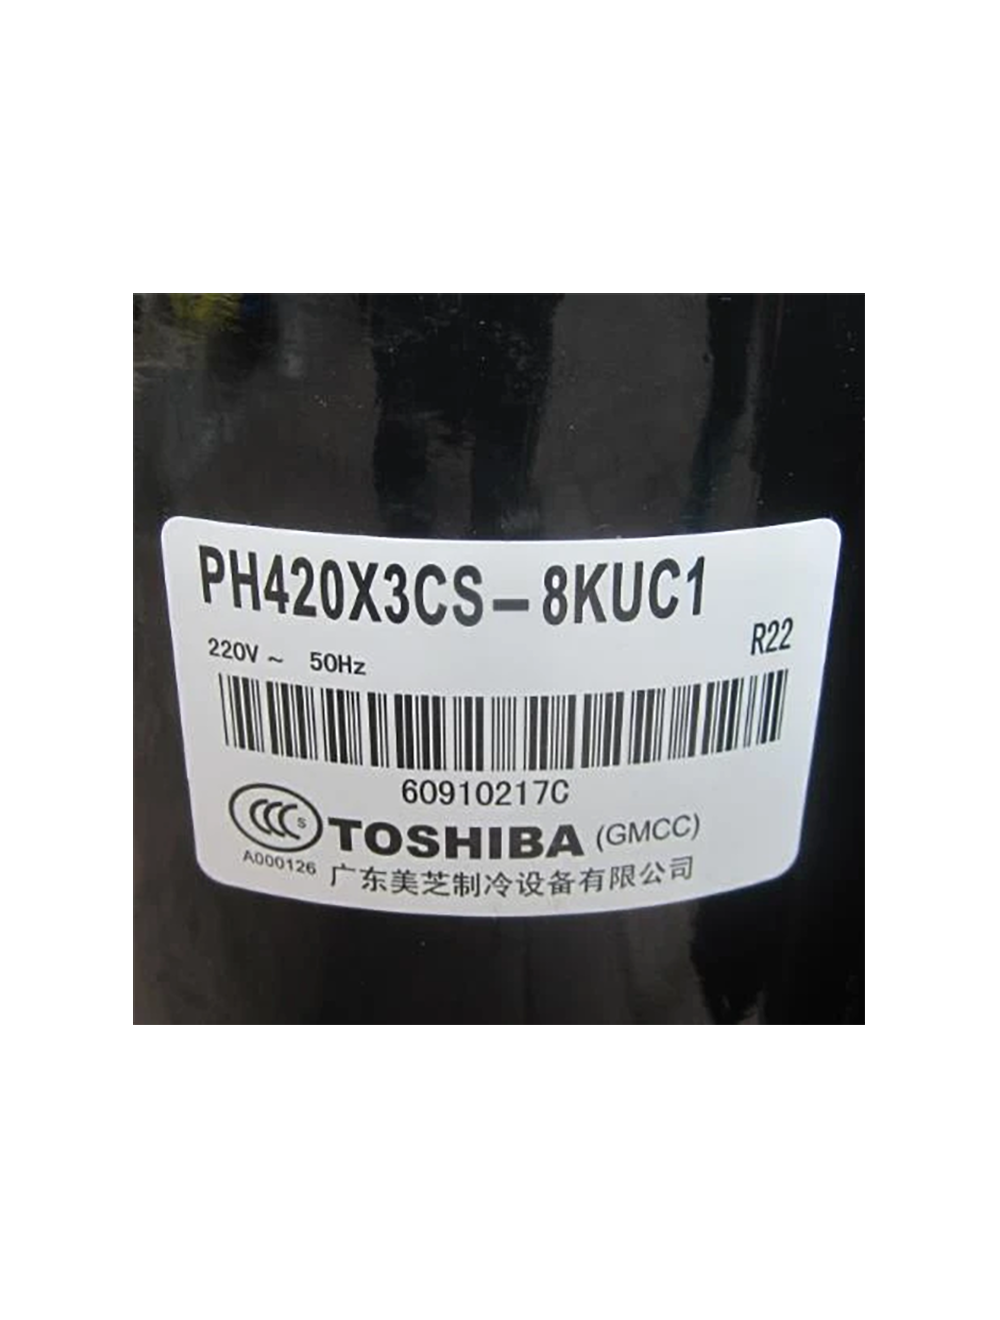 PH420X3CS-8KUC1
220V ~ 50Hz R22
60910217C
CCC S
TOSHIBA (GMCC)
A000126 广东美芝制冷设备有限公司